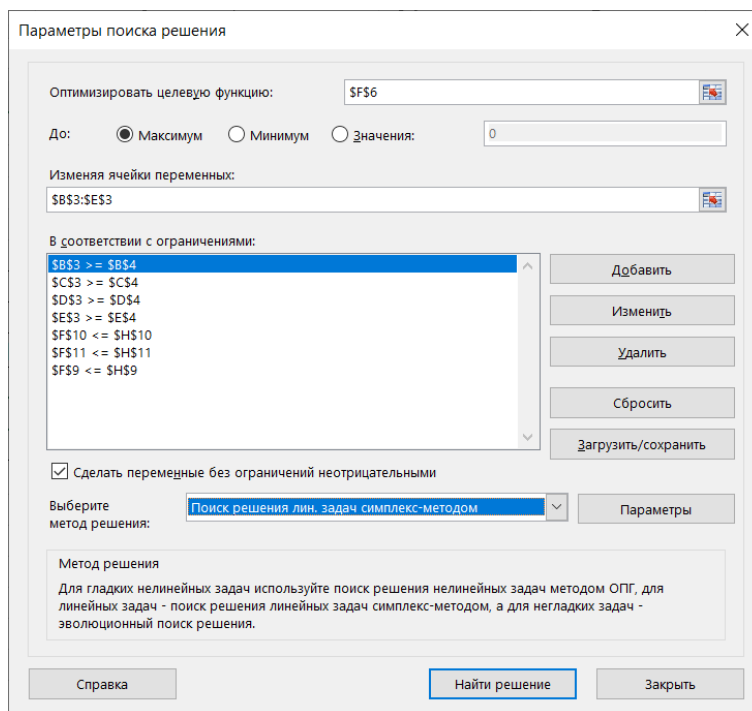 Параметры поиска решения
Оптимизировать целевую функцию: $F$6
До: Максимум Минимум Значения: 0
Изменяя ячейки переменных:
$B$3:$E$3
В соответствии с ограничениями:
$B$3 >= $B$4
$C$3 >= $C$4
$D$3 >= $D$4
$E$3 >= $E$4
$F$10 <= $H$10
$F$11 <= $H$11
$F$9 <= $H$9
Добавить
Изменить
Удалить
Сбросить
Загрузить/сохранить
Сделать переменные без ограничений неотрицательными
Выберите
метод решения:
Поиск решения лин. задач симплекс-методом
Параметры
Метод решения
Для гладких нелинейных задач используйте поиск решения нелинейных задач методом ОПГ, для
линейных задач - поиск решения линейных задач симплекс-методом, а для негладких задач -
эволюционный поиск решения.
Справка
Найти решение
Закрыть